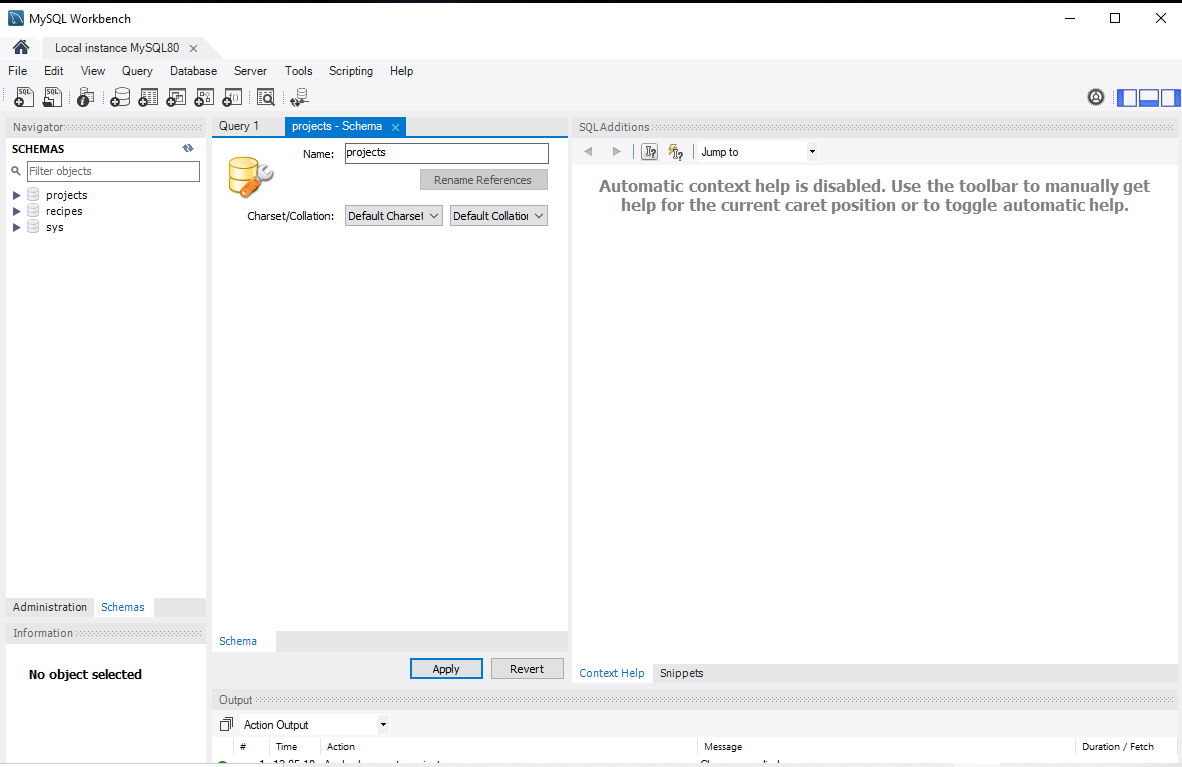 MySQL Workbench
Local instance MySQL80
File Edit View Query Database Server Tools Scripting Help
Navigator
SCHEMAS
Filter objects
projects
recipes
sys
Administration Schemas
Information
No object selected
Query 1 projects - Schema
Name: projects
Rename References
Charset/Collation: Default Charset Default Collation
Schema
Apply Revert
SQLAdditions
Jump to
Automatic context help is disabled. Use the toolbar to manually get
help for the current caret position or to toggle automatic help.
Context Help Snippets
Output
Action Output
# Time Action Message Duration / Fetch